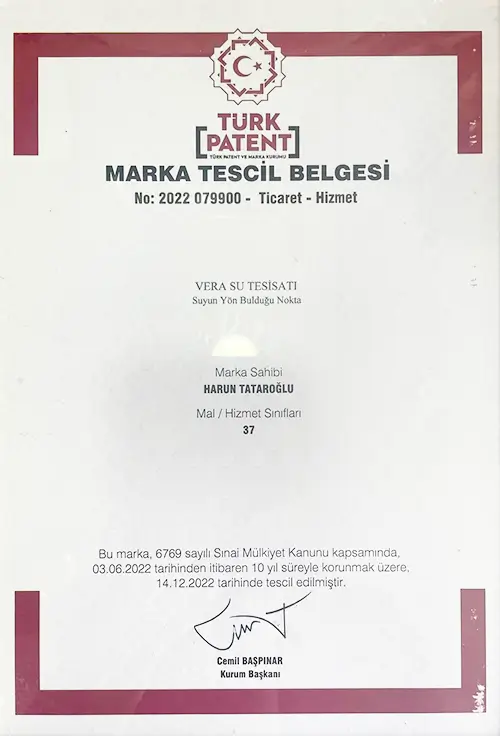 TÜRK
PATENT
TÜRK PATENT VE MARKA KURUMU
MARKA TESCİL BELGESİ
No: 2022 079900 - Ticaret - Hizmet
VERA SU TESİSATI
Suyun Yön Bulduğu Nokta
Marka Sahibi
HARUN TATAROĞLU
Mal / Hizmet Sınıfları
37
Bu marka, 6769 sayılı Sınai Mülkiyet Kanunu kapsamında,
03.06.2022 tarihinden itibaren 10 yıl süreyle korunmak üzere,
14.12.2022 tarihinde tescil edilmiştir.
Cemil BAŞPINAR
Kurum Başkanı